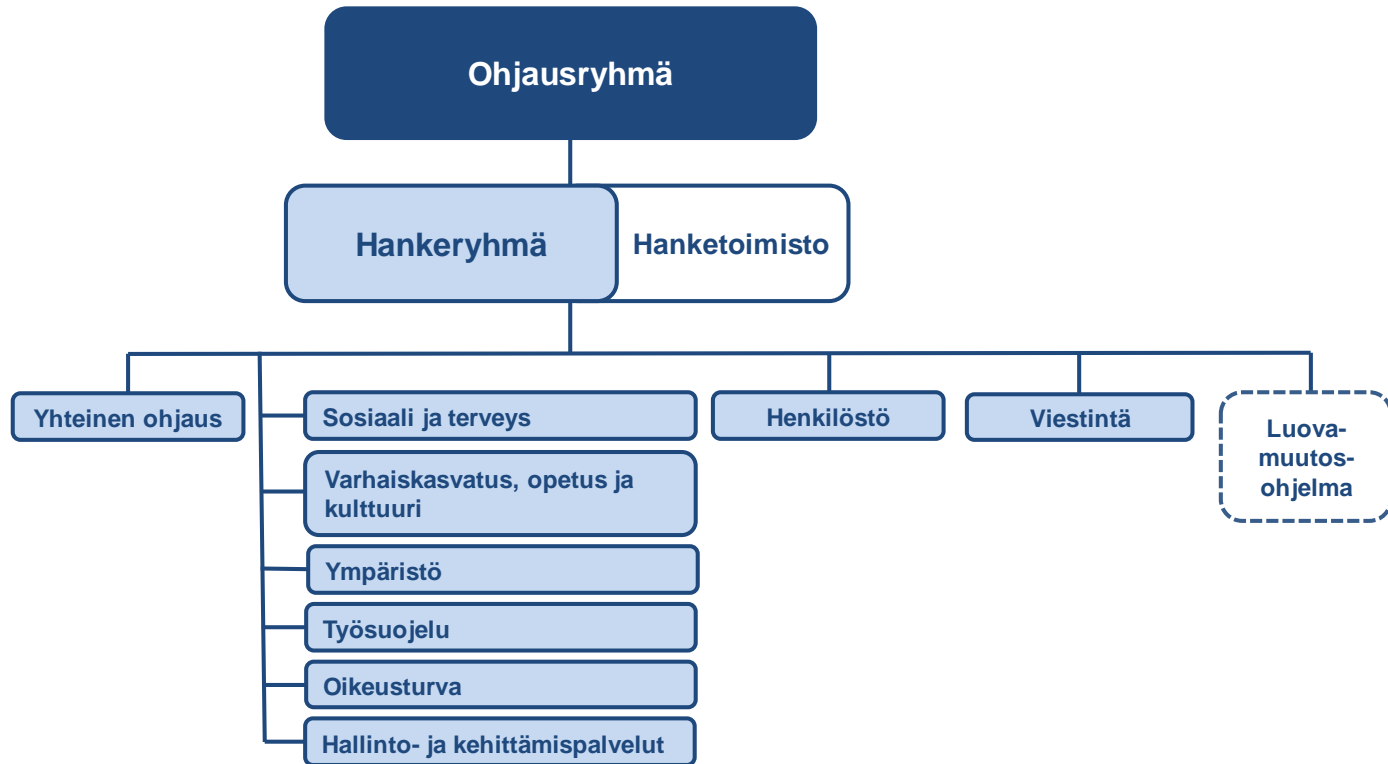 Ohjausryhmä
Hankeryhmä
Hanketoimisto
Yhteinen ohjaus
Sosiaali ja terveys
Varhaiskasvatus, opetus ja
kulttuuri
Ympäristö
Työsuojelu
Oikeusturva
Hallinto- ja kehittämispalvelut
Henkilöstö
Viestintä
Luova-
muutos-
ohjelma